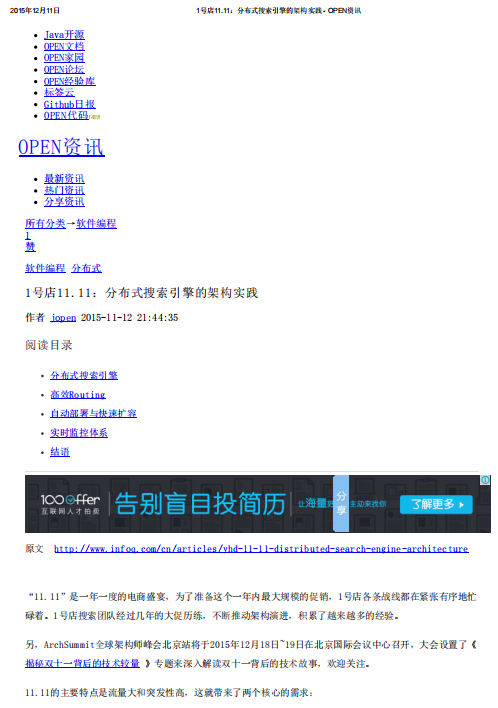 2015年12月11日
1号店11.11：分布式搜索引擎的架构实践 - OPEN资讯
Java开源
OPEN文档
OPEN家园
OPEN论坛
OPEN经验库
标签云
Github日报
OPEN代码NEW
OPEN资讯
最新资讯
热门资讯
分享资讯
所有分类→软件编程
1
赞
软件编程 分布式
1号店11.11：分布式搜索引擎的架构实践
作者 jopen 2015-11-12 21:44:35
阅读目录
分布式搜索引擎
高效Routing
自动部署与快速扩容
实时监控体系
结语
100offer
互联网人才拍卖
告别盲目投简历
让海量
主动来找你
分享
了解更多
原文 http://www.infoq.com/cn/articles/yhd-11-11-distributed-search-engine-architecture
“11.11”是一年一度的电商盛宴，为了准备这个一年内最大规模的促销，1号店各条战线都在紧张有序地忙
碌着。1号店搜索团队经过几年的大促历练，不断推动架构演进，积累了越来越多的经验。
另，ArchSummit全球架构师峰会北京站将于2015年12月18日~19日在北京国际会议中心召开，大会设置了《
揭秘双十一背后的技术较量 》专题来深入解读双十一背后的技术故事，欢迎关注。
11.11的主要特点是流量大和突发性高，这就带来了两个核心的需求：